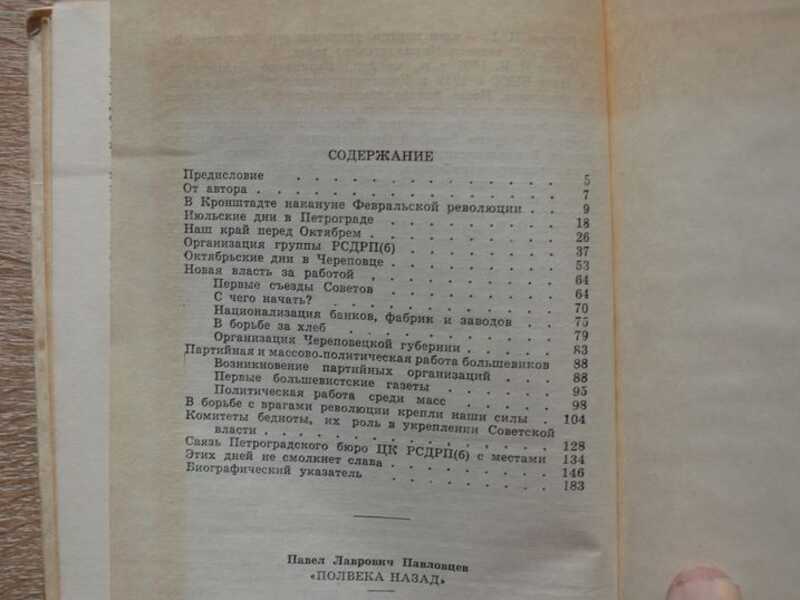 СОДЕРЖАНИЕ
Предисловие . . . . . . . . . . . . 5
От автора . . . . . . . . . . . . . 7
В Кронштадте накануне Февральской революции . . 9
Июльские дни в Петрограде . . . . . . . . 18
Наш край перед Октябрем . . . . . . . . 26
Организация группы РСДРП(б) . . . . . . . 37
Октябрьские дни в Череповце . . . . . . . 53
Новая власть за работой . . . . . . . . 64
Первые съезды Советов . . . . . . . . 64
С чего начать? . . . . . . . . . . 70
Национализация банков, фабрик и заводов . . 75
В борьбе за хлеб . . . . . . . . . 79
Организация Череповецкой губернии . . . . 83
Партийная и массово-политическая работа большевиков 88
Возникновение партийных организаций . . . 88
Первые большевистские газеты . . . . . 95
Политическая работа среди масс . . . . 98
В борьбе с врагами революции крепли наши силы . 104
Комитеты бедноты, их роль в укреплении Советской
власти . . . . . . . . . . . . 128
Связь Петроградского бюро ЦК РСДРП(б) с местами 134
Этих дней не смолкнет слава . . . . . . . 146
Биографический указатель . . . . . . . 183
Павел Лаврович Павловцев
«ПОЛВЕКА НАЗАД»